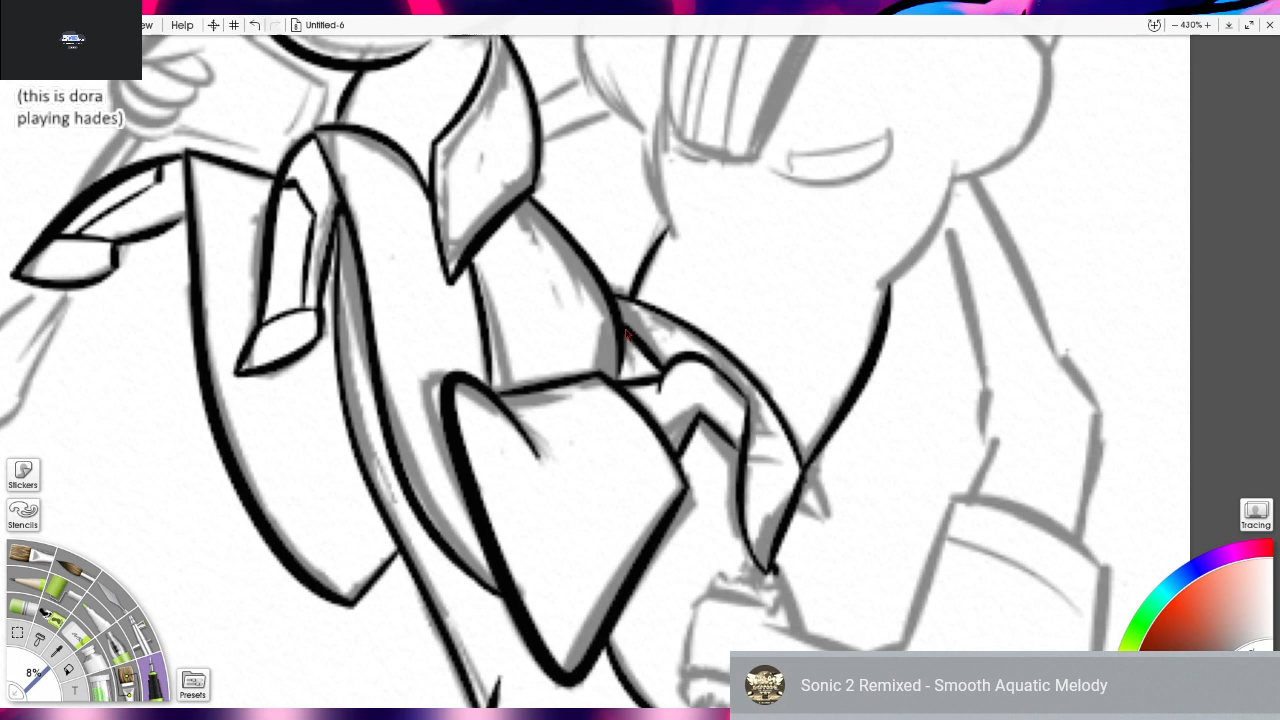 ew Help Untitled-6 430%
(this is dora
playing hades)
Stickers
Stencils
Tracing
8%
T
Presets
Sonic 2 Remixed - Smooth Aquatic Melody